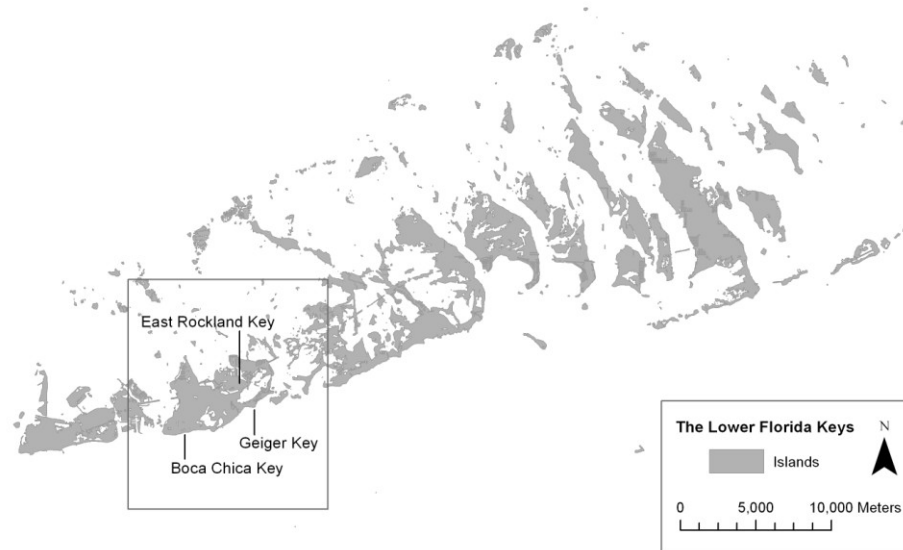 East Rockland Key
Geiger Key
Boca Chica Key
The Lower Florida Keys
N
Islands
0 5,000 10,000 Meters